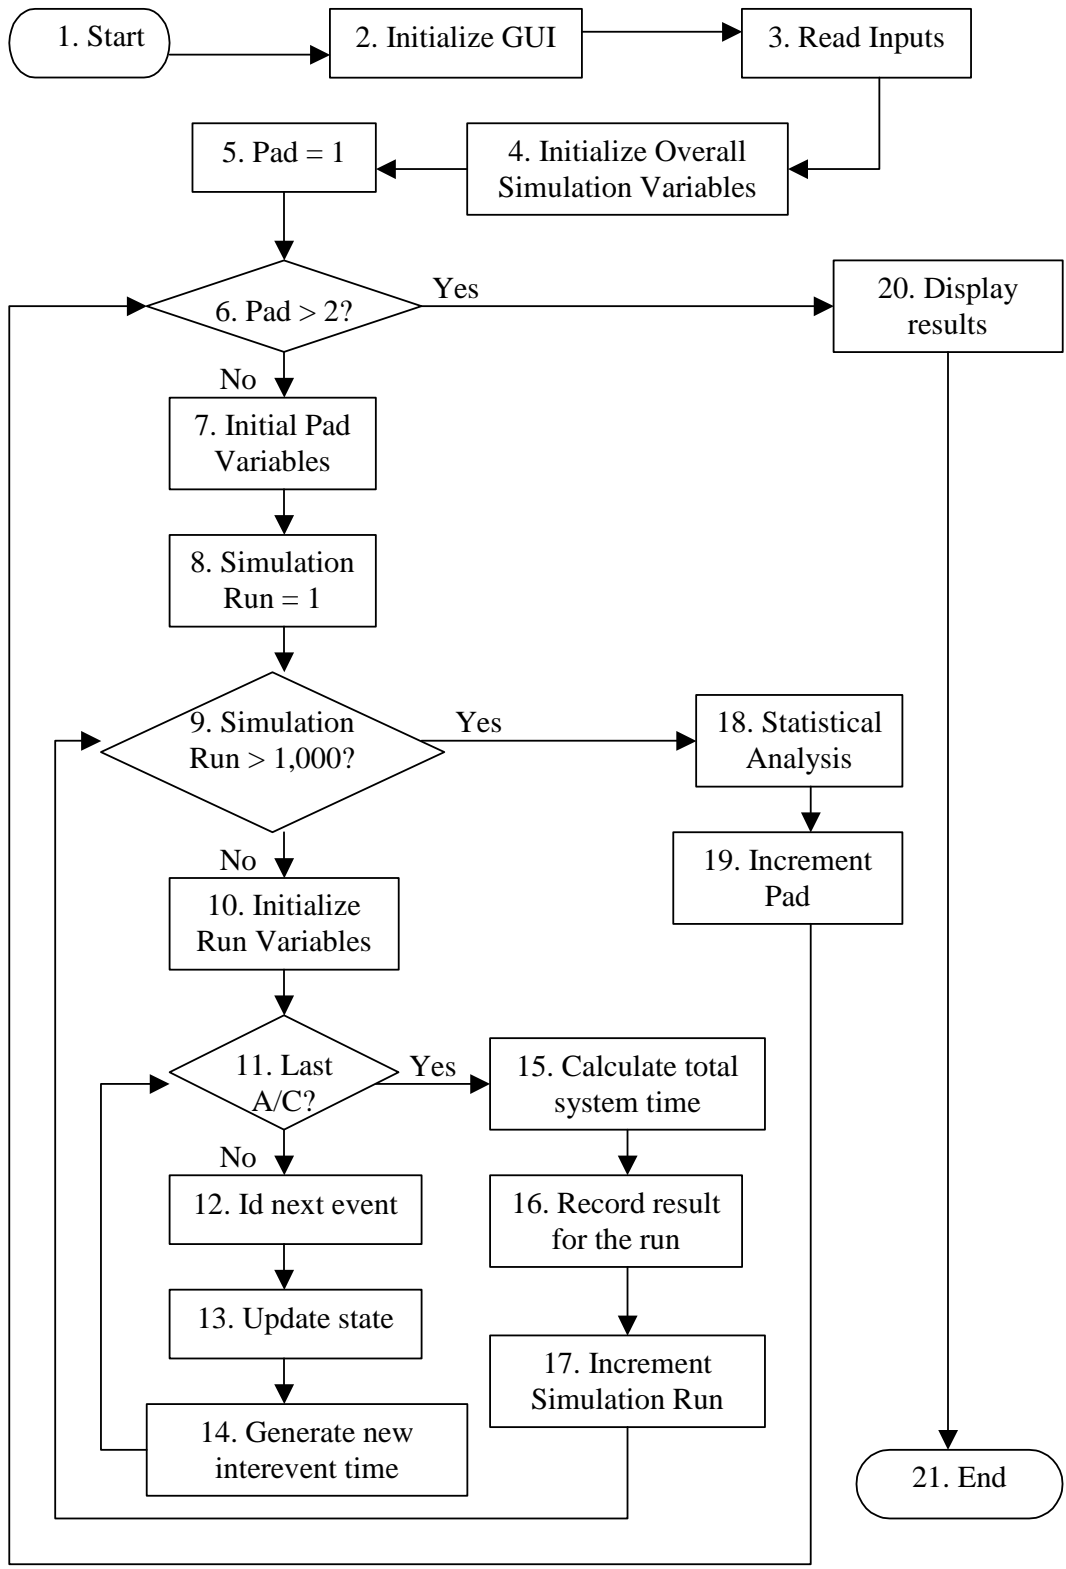 1. Start
2. Initialize GUI
3. Read Inputs
4. Initialize Overall
Simulation Variables
5. Pad = 1
6. Pad > 2?
Yes
No
20. Display
results
7. Initial Pad
Variables
8. Simulation
Run = 1
9. Simulation
Run > 1,000?
Yes
No
18. Statistical
Analysis
19. Increment
Pad
10. Initialize
Run Variables
11. Last
A/C?
Yes
No
15. Calculate total
system time
12. Id next event
16. Record result
for the run
13. Update state
17. Increment
Simulation Run
14. Generate new
interevent time
21. End